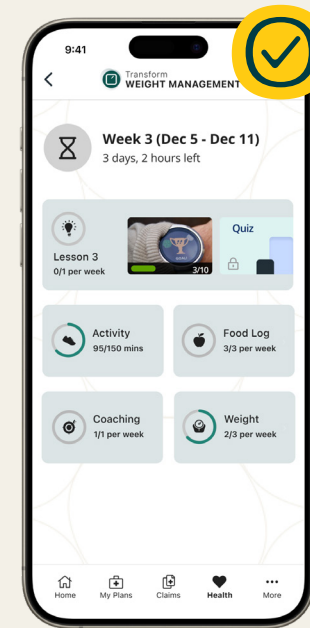 9:41
Transform
WEIGHT MANAGEMENT
Week 3 (Dec 5 - Dec 11)
3 days, 2 hours left
Lesson 3
0/1 per week
3/10
Quiz
Activity
95/150 mins
Food Log
3/3 per week
Coaching
1/1 per week
Weight
2/3 per week
Home
My Plans
Claims
Health
More